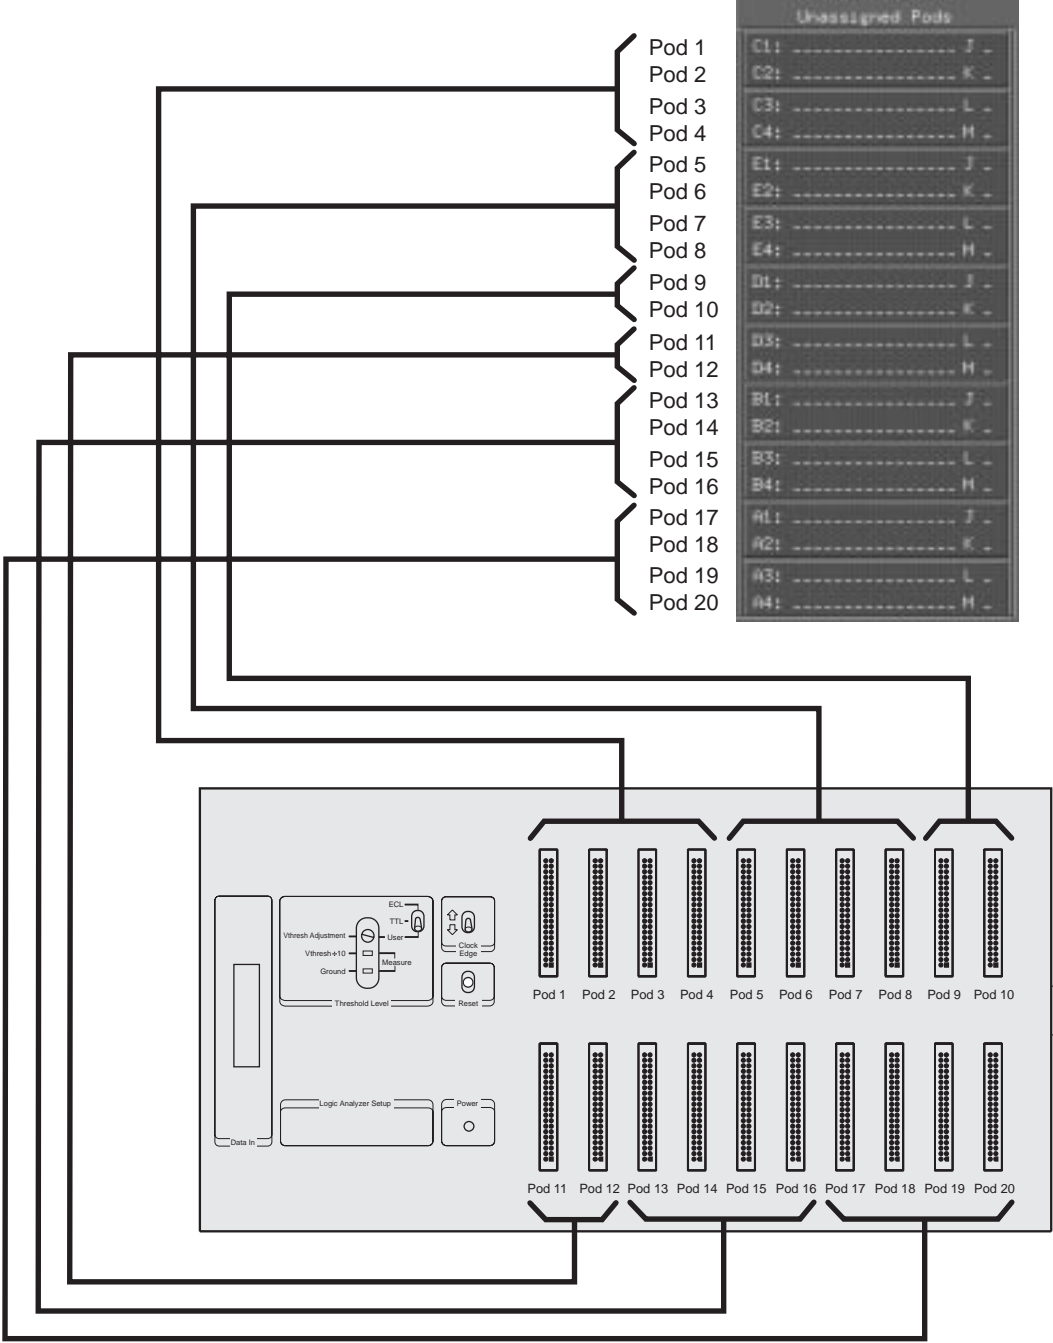 Unassigned Pods
Pod 1 C1: J
Pod 2 C2: K
Pod 3 C3: L
Pod 4 C4: M
Pod 5 E1: J
Pod 6 E2: K
Pod 7 E3: L
Pod 8 E4: M
Pod 9 D1: J
Pod 10 D2: K
Pod 11 D3: L
Pod 12 D4: M
Pod 13 B1: J
Pod 14 B2: K
Pod 15 B3: L
Pod 16 B4: M
Pod 17 A1: J
Pod 18 A2: K
Pod 19 A3: L
Pod 20 A4: M
ECL
TTL
Vthresh Adjustment User
Vthresh÷10
Measure
Ground
Threshold Level
Clock
Edge
Reset
Pod 1 Pod 2 Pod 3 Pod 4 Pod 5 Pod 6 Pod 7 Pod 8 Pod 9 Pod 10
Logic Analyzer Setup Power
Data In
Pod 11 Pod 12 Pod 13 Pod 14 Pod 15 Pod 16 Pod 17 Pod 18 Pod 19 Pod 20